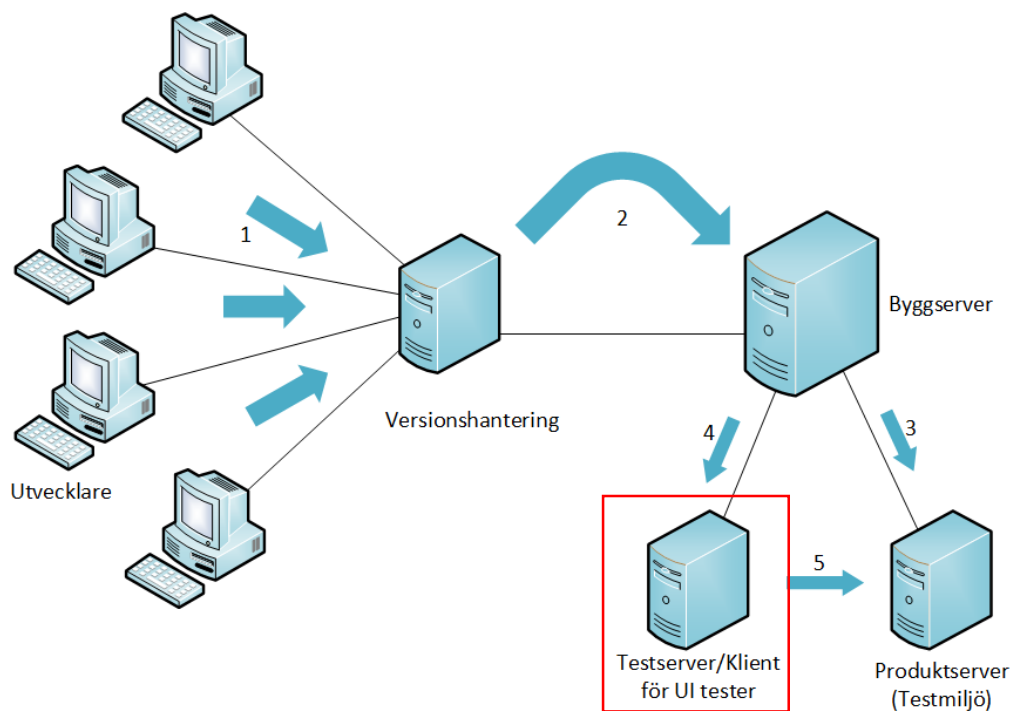 1
2
Byggserver
Versionshantering
4
3
Utvecklare
5
Testserver/Klient
för UI tester
Produktserver
(Testmiljö)